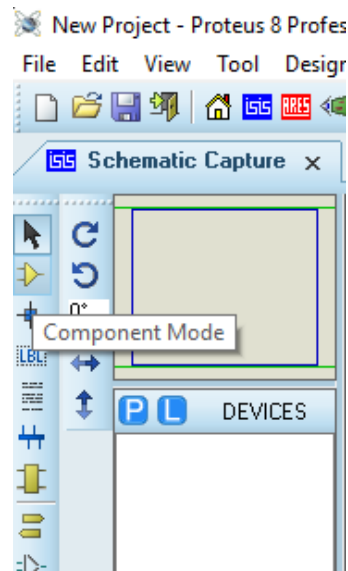 New Project - Proteus 8 Profes
File Edit View Tool Design
isis ARES
isis Schematic Capture x
0°
Component Mode
LBL
P L DEVICES